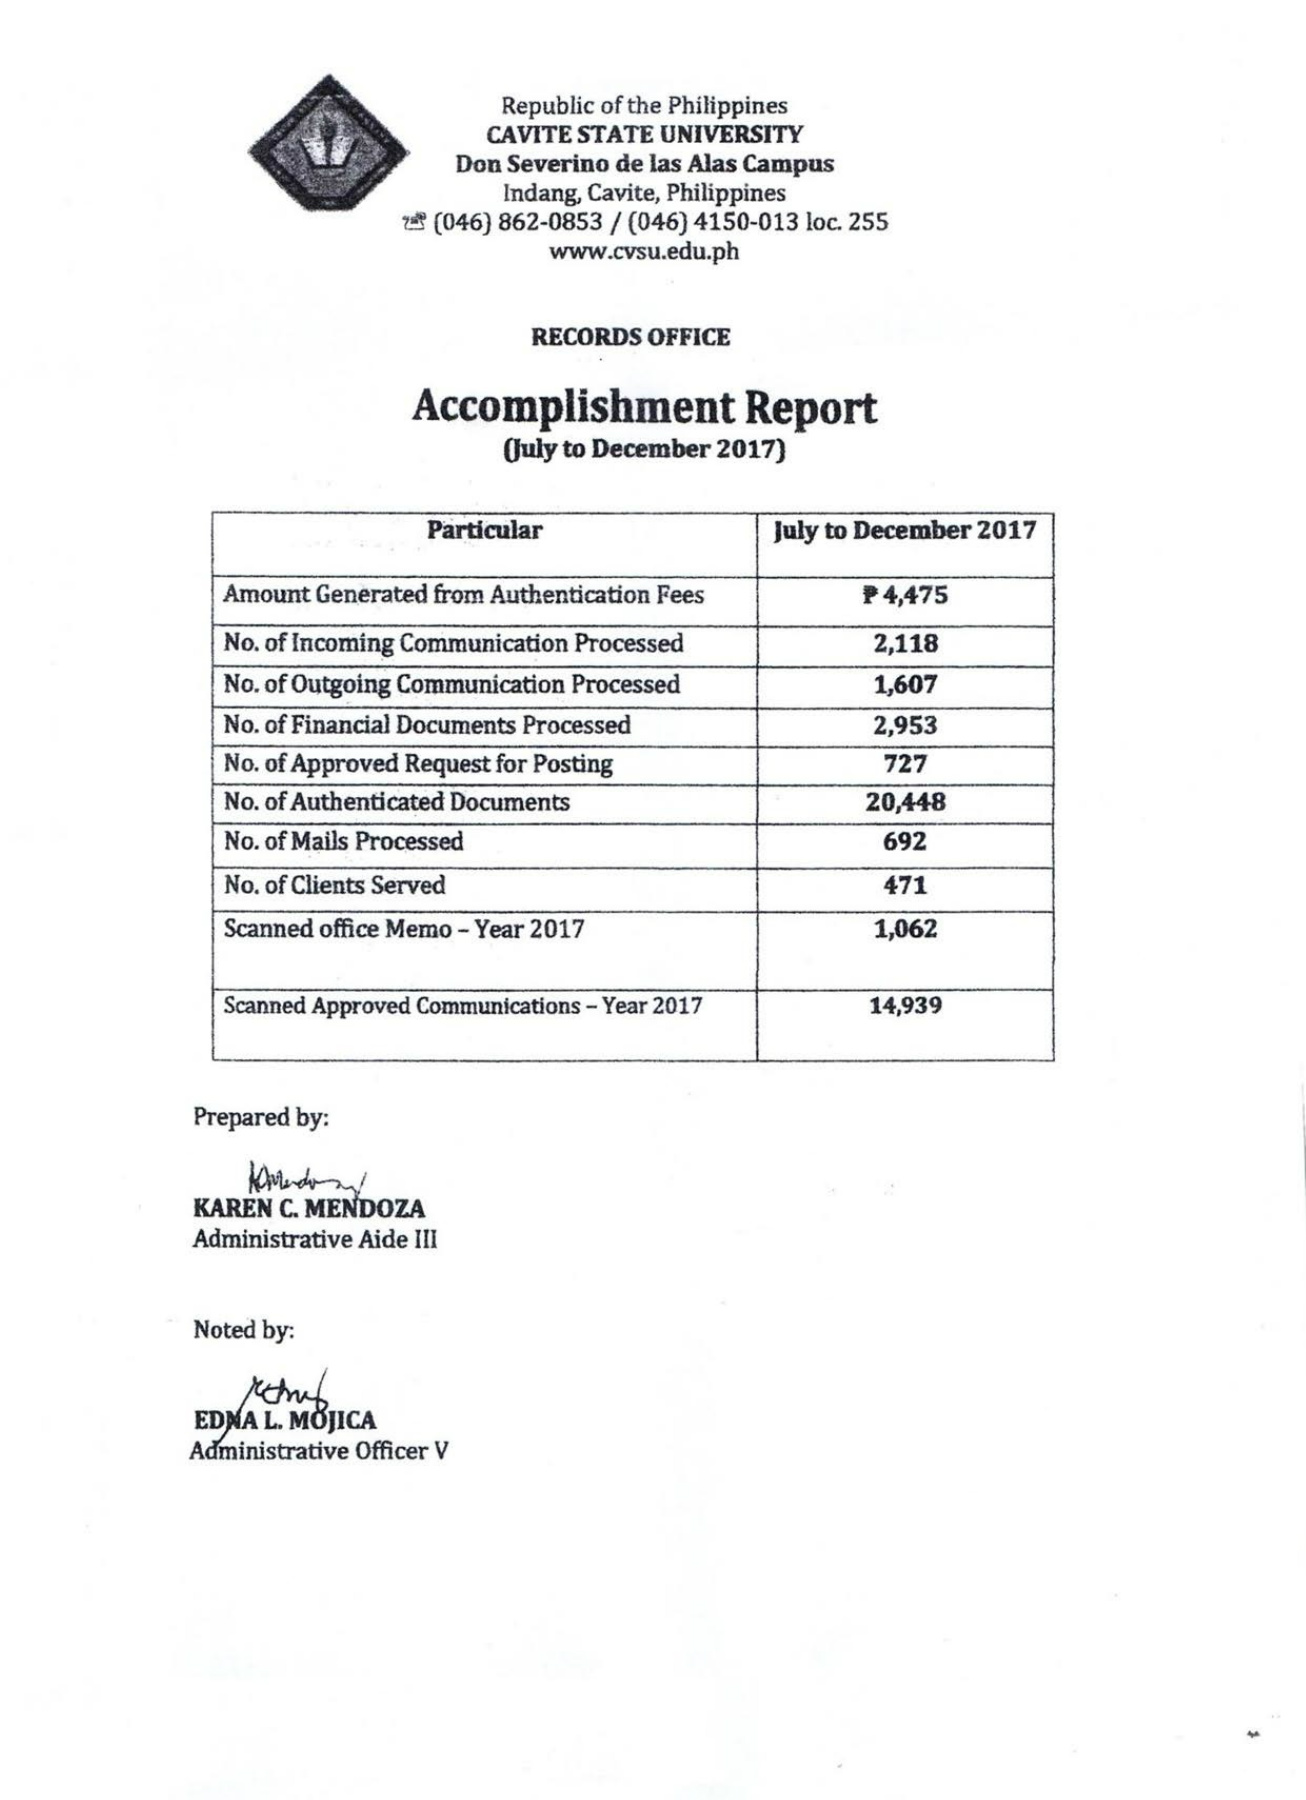 Republic of the Philippines
CAVITE STATE UNIVERSITY
Don Severino de las Alas Campus
Indang, Cavite, Philippines
☏ (046) 862-0853 / (046) 4150-013 loc. 255
www.cvsu.edu.ph
RECORDS OFFICE
Accomplishment Report
(July to December 2017)
Particular July to December 2017
Amount Generated from Authentication Fees ₱ 4,475
No. of Incoming Communication Processed 2,118
No. of Outgoing Communication Processed 1,607
No. of Financial Documents Processed 2,953
No. of Approved Request for Posting 727
No. of Authenticated Documents 20,448
No. of Mails Processed 692
No. of Clients Served 471
Scanned office Memo – Year 2017 1,062
Scanned Approved Communications – Year 2017 14,939
Prepared by:
KAREN C. MENDOZA
Administrative Aide III
Noted by:
EDNA L. MOJICA
Administrative Officer V